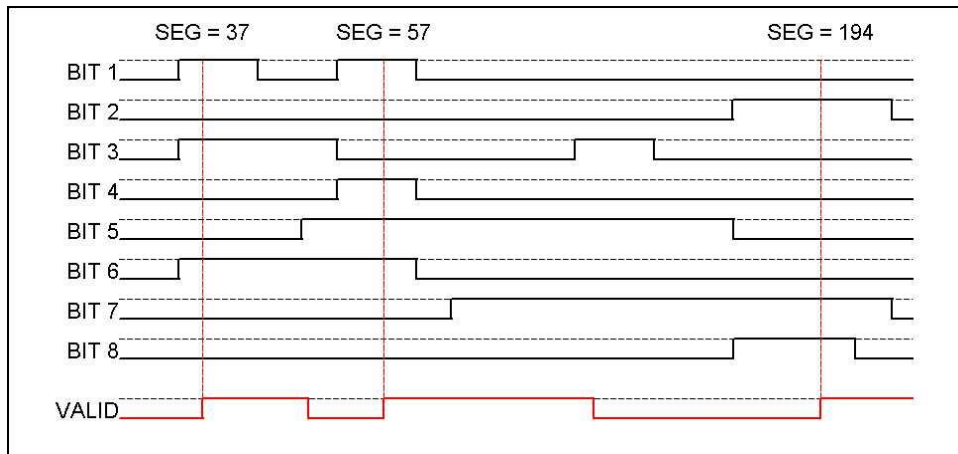 SEG = 37 SEG = 57 SEG = 194
BIT 1
BIT 2
BIT 3
BIT 4
BIT 5
BIT 6
BIT 7
BIT 8
VALID